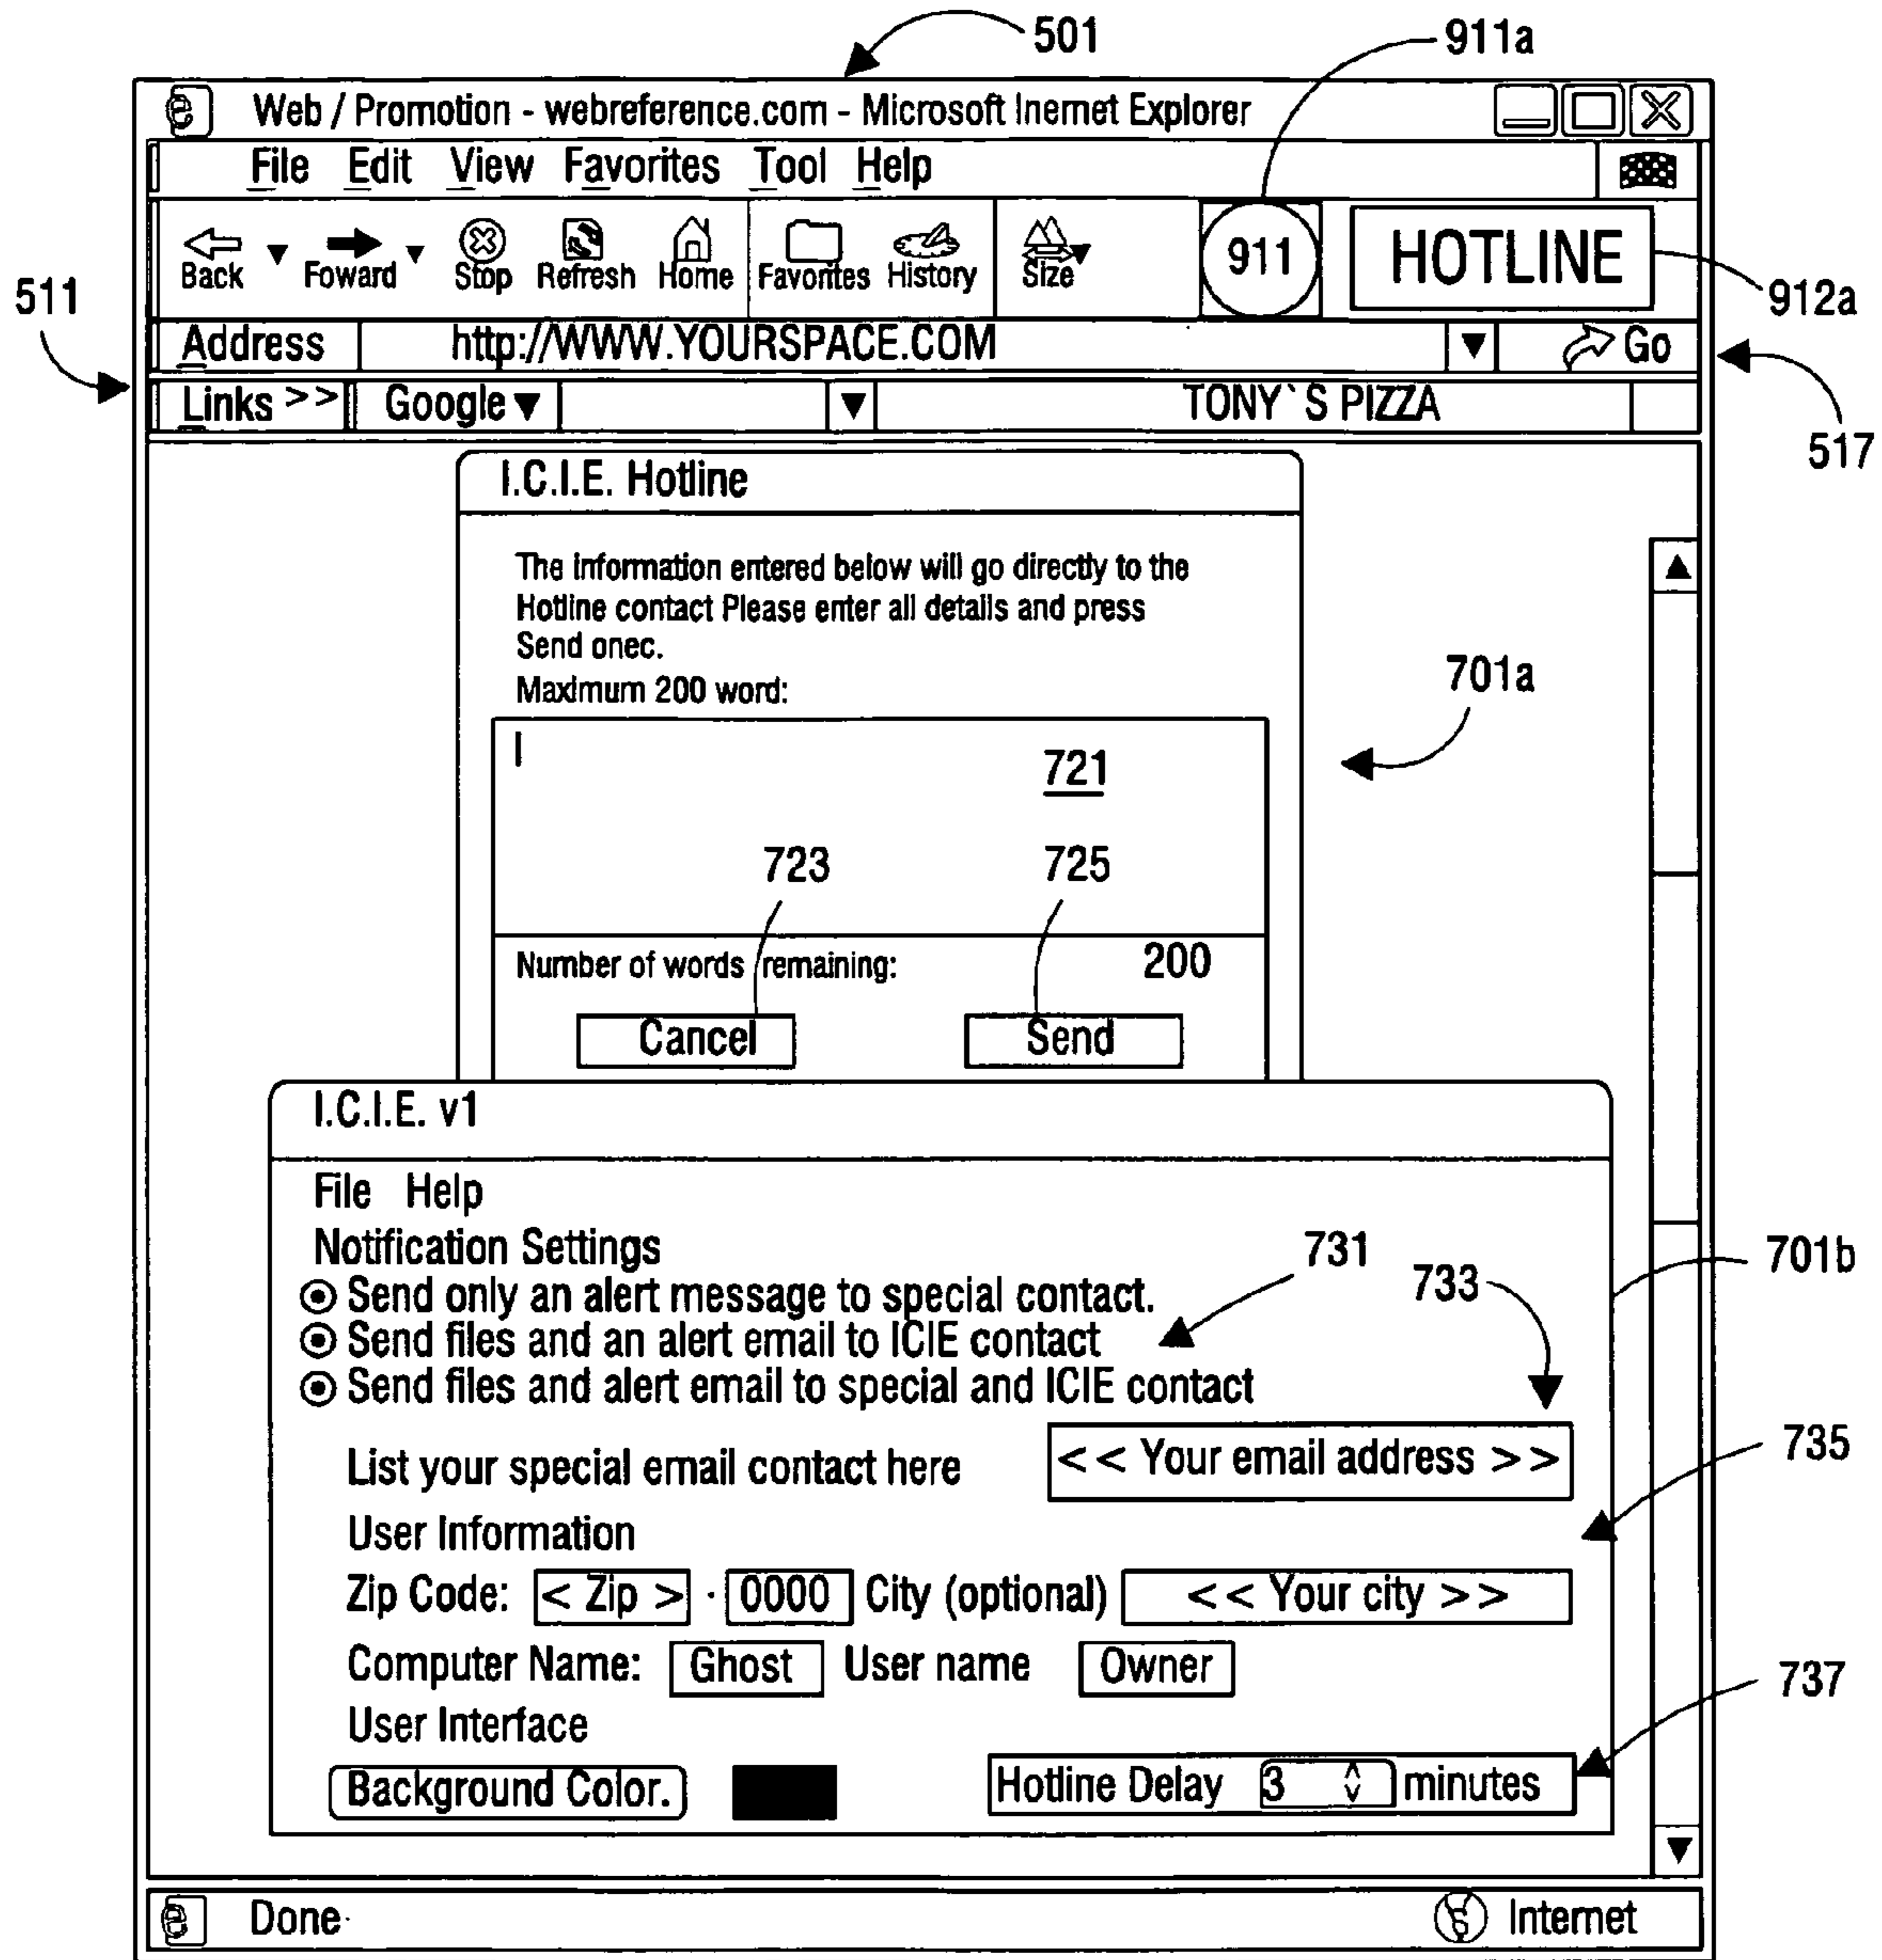 501
911a
Web / Promotion - webreference.com - Microsoft Inernet Explorer
File Edit View Favorites Tool Help
Back Foward Stop Refresh Home Favorites History Size 911 HOTLINE
912a
511
Address http://WWW.YOURSPACE.COM Go
Links >> Google TONY`S PIZZA
517
I.C.I.E. Hotline
The information entered below will go directly to the
Hotline contact Please enter all details and press
Send onec.
Maximum 200 word:
701a
721
723 725
Number of words remaining: 200
Cancel Send
I.C.I.E. v1
File Help
Notification Settings
731
733
701b
Send only an alert message to special contact.
Send files and an alert email to ICIE contact
Send files and alert email to special and ICIE contact
735
List your special email contact here << Your email address >>
User Information
Zip Code: < Zip > · 0000 City (optional) << Your city >>
Computer Name: Ghost User name Owner
737
User Interface
Background Color. Hotline Delay 3 minutes
Done Internet